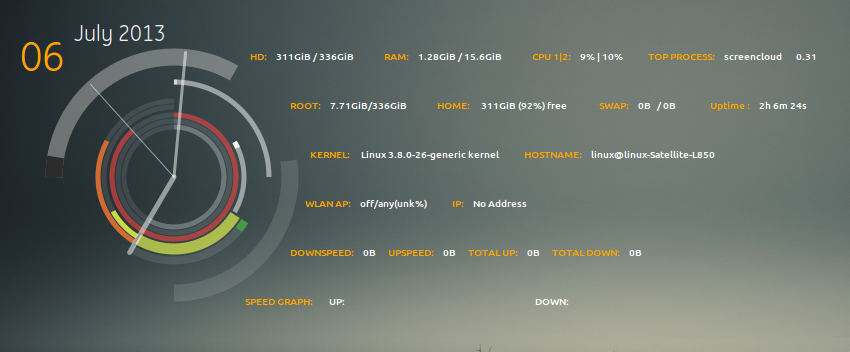 July 2013
06
HD: 311GiB / 336GiB RAM: 1.28GiB / 15.6GiB CPU 1|2: 9% | 10% TOP PROCESS: screencloud 0.31
ROOT: 7.71GiB/336GiB HOME: 311GiB (92%) free SWAP: 0B / 0B Uptime : 2h 6m 24s
KERNEL: Linux 3.8.0-26-generic kernel HOSTNAME: linux@linux-Satellite-L850
WLAN AP: off/any(unk%) IP: No Address
DOWNSPEED: 0B UPSPEED: 0B TOTAL UP: 0B TOTAL DOWN: 0B
SPEED GRAPH: UP: DOWN: